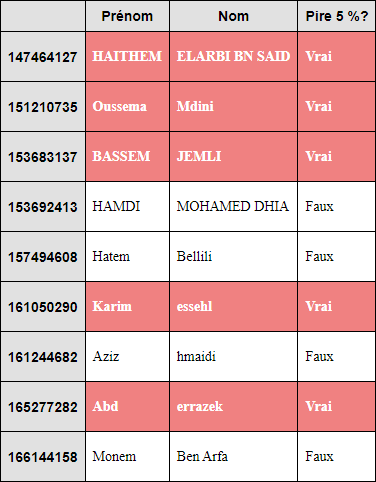 Prénom Nom Pire 5 %?
147464127 HAITHEM ELARBI BN SAID Vrai
151210735 Oussema Mdini Vrai
153683137 BASSEM JEMLI Vrai
153692413 HAMDI MOHAMED DHIA Faux
157494608 Hatem Bellili Faux
161050290 Karim essehl Vrai
161244682 Aziz hmaidi Faux
165277282 Abd errazek Vrai
166144158 Monem Ben Arfa Faux